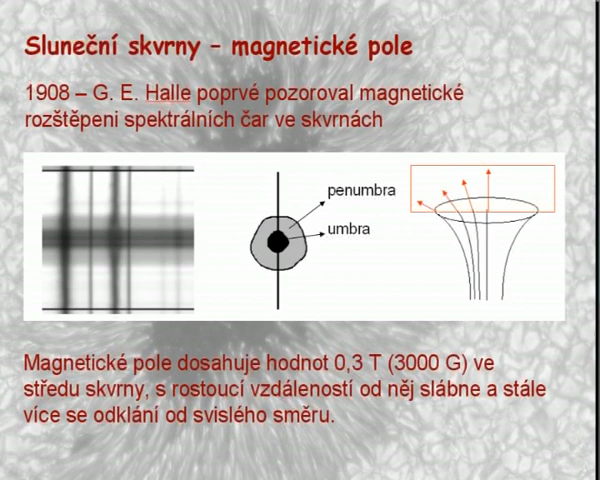 Sluneční skvrny – magnetické pole
1908 – G. E. Halle poprvé pozoroval magnetické
rozštěpeni spektrálních čar ve skvrnách
penumbra
umbra
Magnetické pole dosahuje hodnot 0,3 T (3000 G) ve
středu skvrny, s rostoucí vzdáleností od něj slábne a stále
více se odklání od svislého směru.